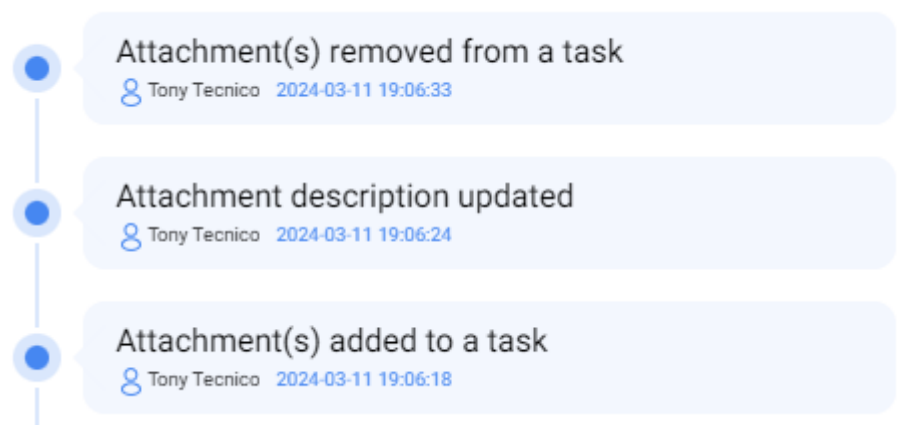 Attachment(s) removed from a task
Tony Tecnico 2024-03-11 19:06:33
Attachment description updated
Tony Tecnico 2024-03-11 19:06:24
Attachment(s) added to a task
Tony Tecnico 2024-03-11 19:06:18